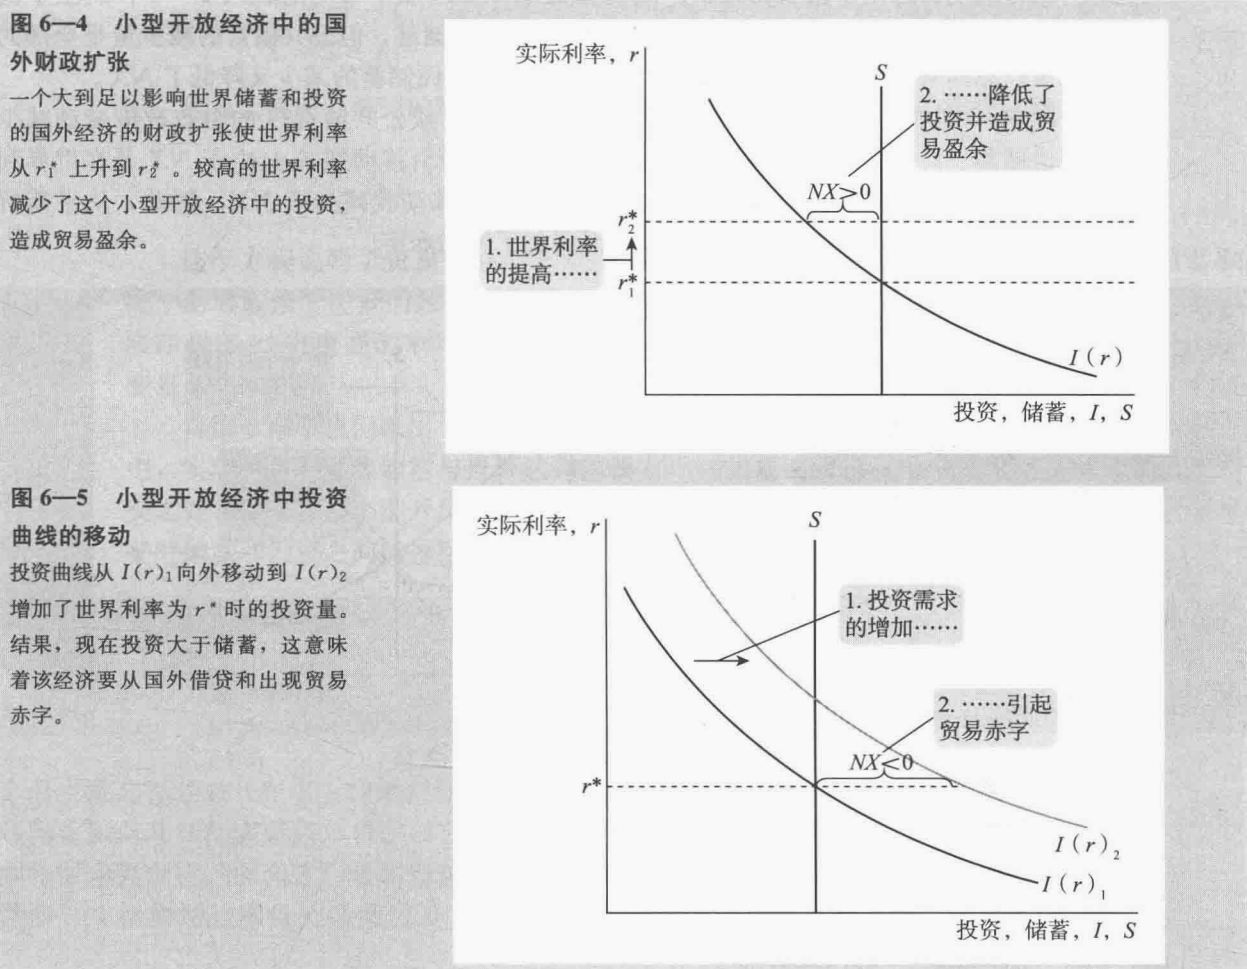 图 6—4 小型开放经济中的国
外财政扩张
一个大到足以影响世界储蓄和投资
的国外经济的财政扩张使世界利率
从 r₁* 上升到 r₂* 。较高的世界利率
减少了这个小型开放经济中的投资，
造成贸易盈余。
实际利率，r
S
2. ……降低了
投资并造成贸
易盈余
NX>0
r₂*
1. 世界利率
的提高……
r₁*
I(r)
投资，储蓄，I，S
图 6—5 小型开放经济中投资
曲线的移动
投资曲线从 I(r)₁ 向外移动到 I(r)₂
增加了世界利率为 r* 时的投资量。
结果，现在投资大于储蓄，这意味
着该经济要从国外借贷和出现贸易
赤字。
实际利率，r
S
1. 投资需求
的增加……
2. ……引起
贸易赤字
NX<0
r*
I(r)₂
I(r)₁
投资，储蓄，I，S